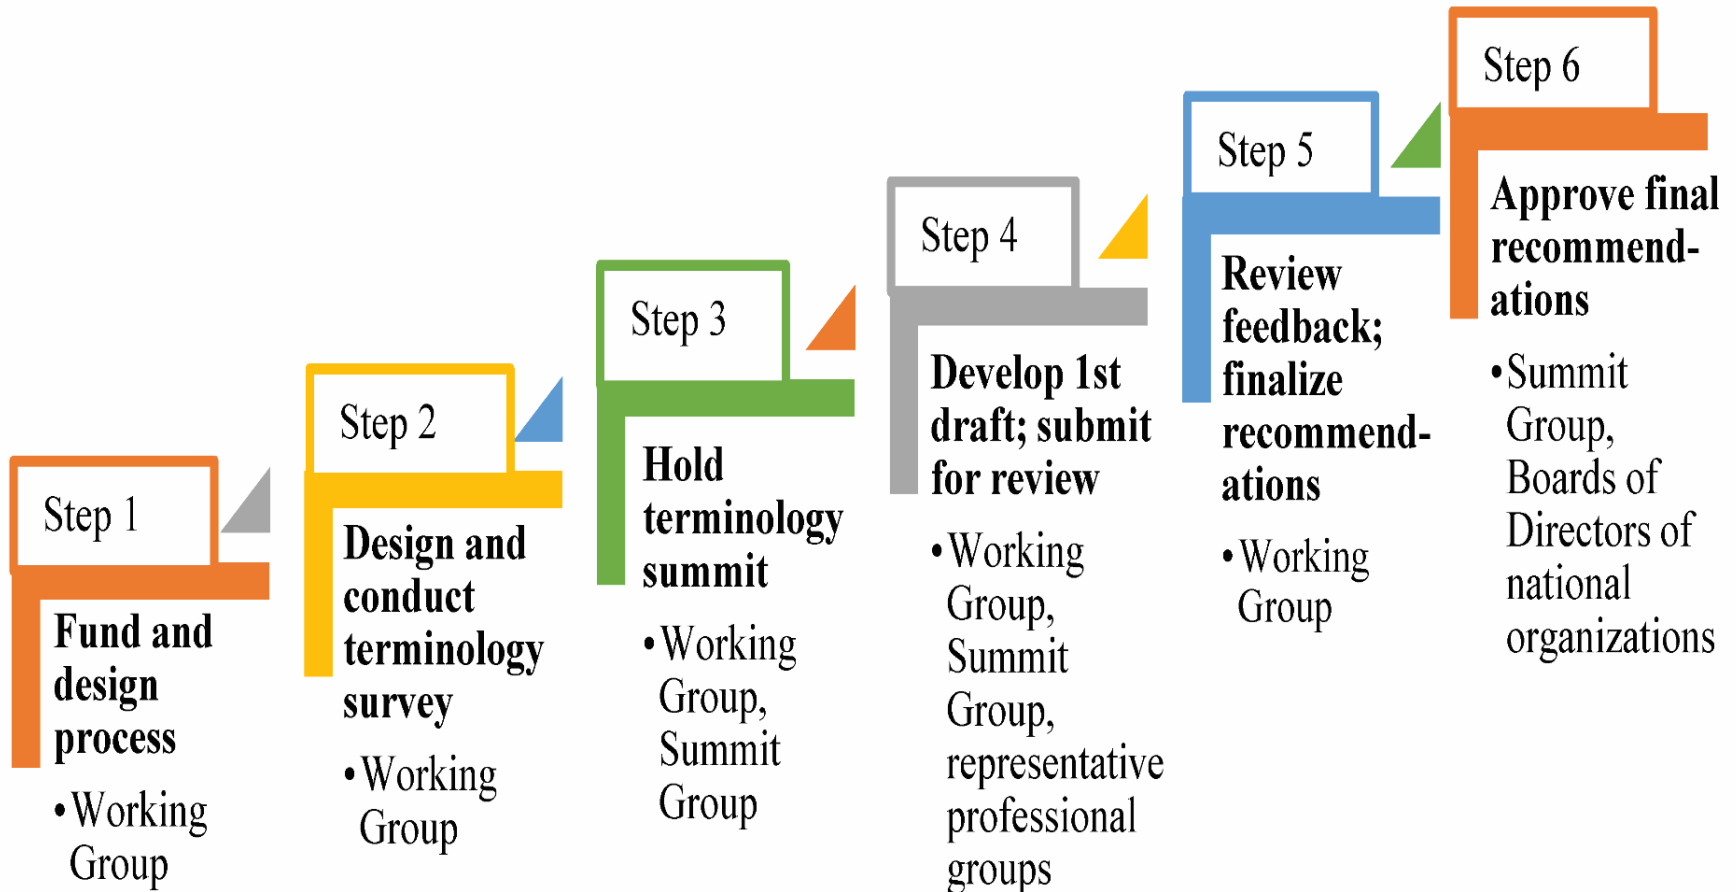 Step 1
Fund and
design
process
•Working
Group
Step 2
Design and
conduct
terminology
survey
•Working
Group
Step 3
Hold
terminology
summit
•Working
Group,
Summit
Group
Step 4
Develop 1st
draft; submit
for review
•Working
Group,
Summit
Group,
representative
professional
groups
Step 5
Review
feedback;
finalize
recommend-
ations
•Working
Group
Step 6
Approve final
recommend-
ations
•Summit
Group,
Boards of
Directors of
national
organizations